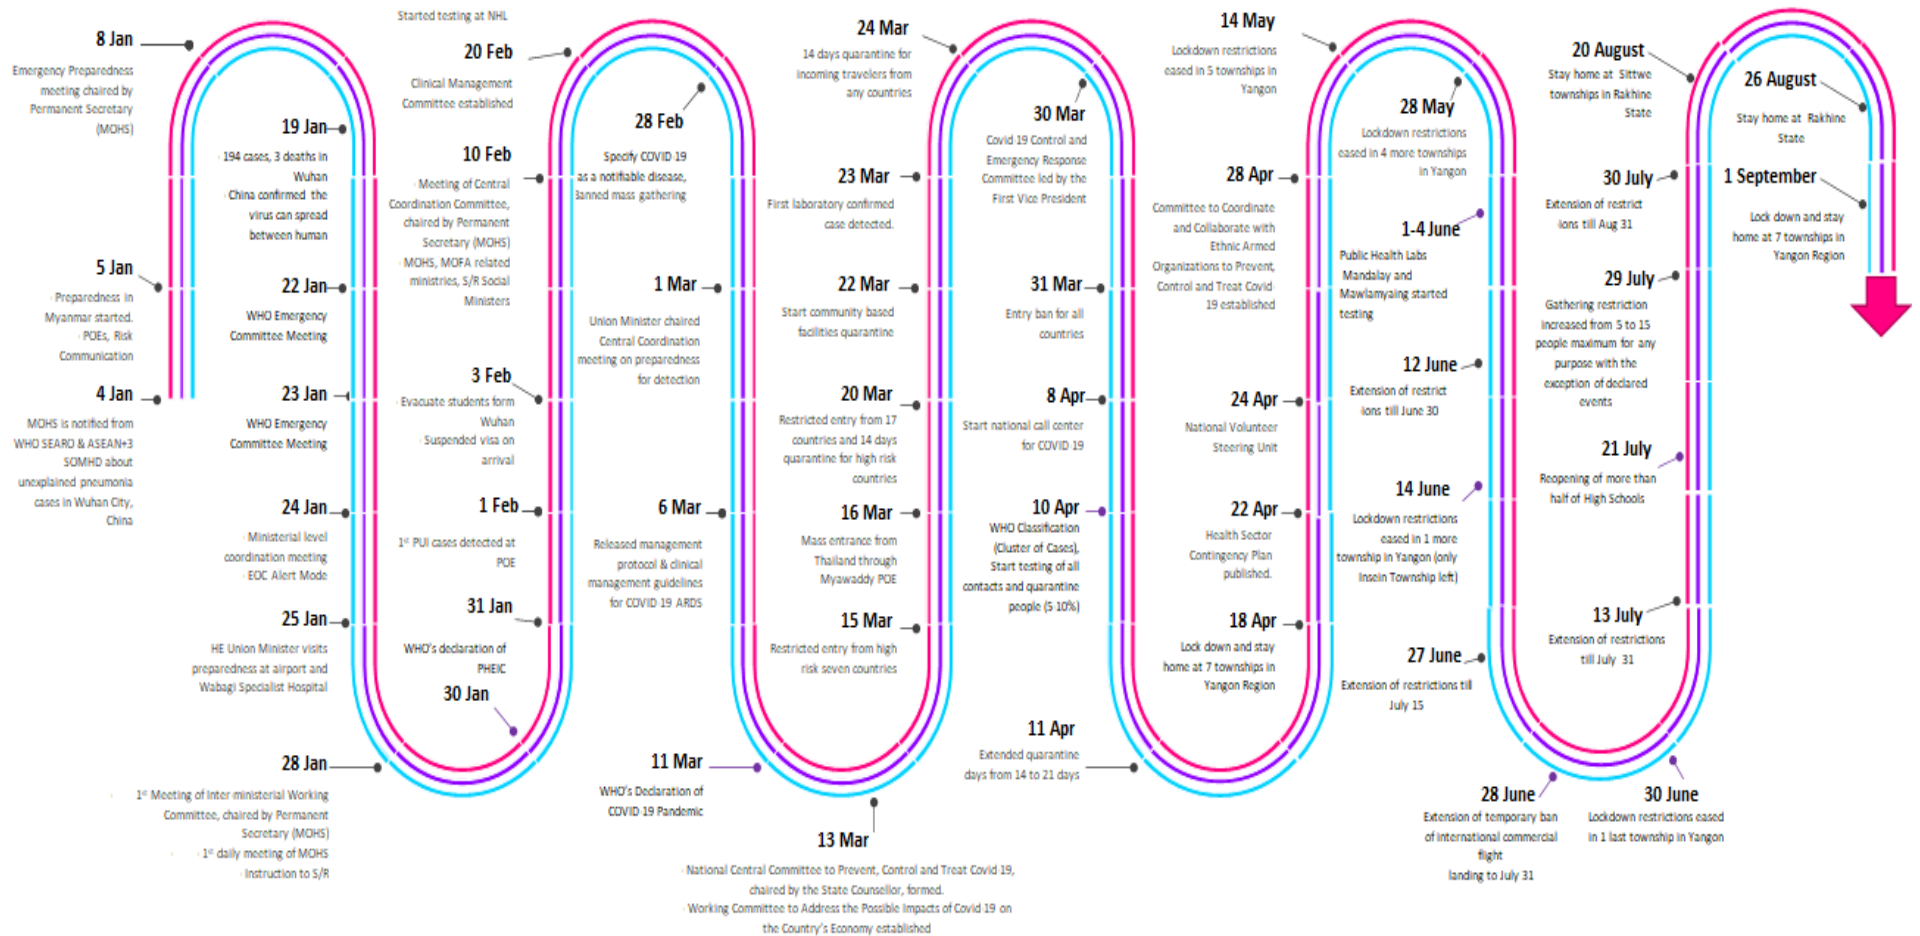 8 Jan
Emergency Preparedness
meeting chaired by
Permanent Secretary
(MOHS)
5 Jan
· Preparedness in
Myanmar started.
· POEs, Risk
Communication
4 Jan
MOHS is notified from
WHO SEARO & ASEAN+3
SOMHD about
unexplained pneumonia
cases in Wuhan City,
China
19 Jan
· 194 cases, 3 deaths in
Wuhan
· China confirmed the
virus can spread
between human
22 Jan
WHO Emergency
Committee Meeting
23 Jan
WHO Emergency
Committee Meeting
24 Jan
· Ministerial level
coordination meeting
· EOC Alert Mode
25 Jan
HE Union Minister visits
preparedness at airport and
Wabagi Specialist Hospital
28 Jan
· 1st Meeting of Inter ministerial Working
Committee, chaired by Permanent
Secretary (MOHS)
· 1st daily meeting of MOHS
· Instruction to S/R
Started testing at NHL
20 Feb
Clinical Management
Committee established
10 Feb
· Meeting of Central
Coordination Committee,
chaired by Permanent
Secretary (MOHS)
· MOHS, MOFA related
ministries, S/R Social
Ministers
3 Feb
· Evacuate students form
Wuhan
· Suspended visa on
arrival
1 Feb
1st PUI cases detected at
POE
31 Jan
WHO's declaration of
PHEIC
30 Jan
28 Feb
Specify COVID 19
as a notifiable disease,
Banned mass gathering
1 Mar
Union Minister chaired
Central Coordination
meeting on preparedness
for detection
6 Mar
Released management
protocol & clinical
management guidelines
for COVID 19 ARDS
11 Mar
WHO's Declaration of
COVID 19 Pandemic
13 Mar
· National Central Committee to Prevent, Control and Treat Covid 19,
chaired by the State Counsellor, formed.
· Working Committee to Address the Possible Impacts of Covid 19 on
the Country's Economy established
24 Mar
14 days quarantine for
incoming travelers from
any countries
23 Mar
First laboratory confirmed
case detected.
22 Mar
Start community based
facilities quarantine
20 Mar
Restricted entry from 17
countries and 14 days
quarantine for high risk
countries
16 Mar
Mass entrance from
Thailand through
Myawaddy POE
15 Mar
Restricted entry from high
risk seven countries
30 Mar
Covid 19 Control and
Emergency Response
Committee led by the
First Vice President
31 Mar
Entry ban for all
countries
8 Apr
Start national call center
for COVID 19
10 Apr
WHO Classification
(Cluster of Cases),
Start testing of all
contacts and quarantine
people (5 10%)
11 Apr
Extended quarantine
days from 14 to 21 days
14 May
Lockdown restrictions
eased in 5 townships in
Yangon
28 Apr
Committee to Coordinate
and Collaborate with
Ethnic Armed
Organizations to Prevent,
Control and Treat Covid
19 established
24 Apr
National Volunteer
Steering Unit
22 Apr
Health Sector
Contingency Plan
published.
18 Apr
Lock down and stay
home at 7 townships in
Yangon Region
28 May
Lockdown restrictions
eased in 4 more townships
in Yangon
1-4 June
Public Health Labs
Mandalay and
Mawlamyaing started
testing
12 June
Extension of restrict
ions till June 30
14 June
Lockdown restrictions
eased in 1 more
township in Yangon (only
Insein Township left)
27 June
Extension of restrictions till
July 15
28 June
Extension of temporary ban
of international commercial
flight
landing to July 31
30 June
Lockdown restrictions eased
in 1 last township in Yangon
20 August
Stay home at Sittwe
townships in Rakhine
State
30 July
Extension of restrict
ions till Aug 31
29 July
Gathering restriction
increased from 5 to 15
people maximum for any
purpose with the
exception of declared
events
21 July
Reopening of more than
half of High Schools
13 July
Extension of restrictions
till July 31
26 August
Stay home at Rakhine
State
1 September
Lock down and stay
home at 7 townships in
Yangon Region